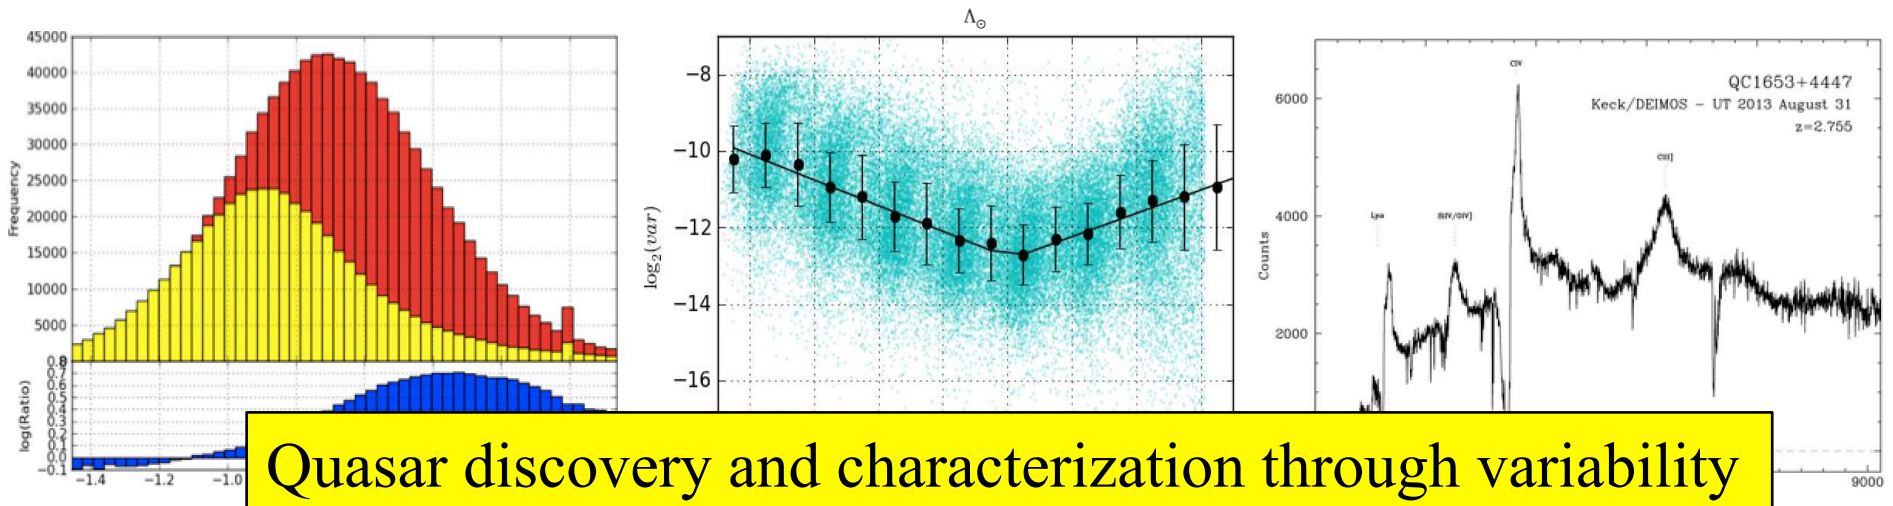 45000
40000
35000
30000
25000
20000
15000
10000
5000
Frequency
0.8
0.7
0.6
0.5
0.4
0.3
0.2
0.1
0.0
−0.1
log(Ratio)
−1.4 −1.2 −1.0
Λ⊙
−8
−10
−12
−14
−16
log₂(var)
QC1653+4447
Keck/DEIMOS − UT 2013 August 31
z=2.755
CIV
CIII]
Lyα
SiIV/OIV]
6000
4000
2000
Counts
9000
Quasar discovery and characterization through variability